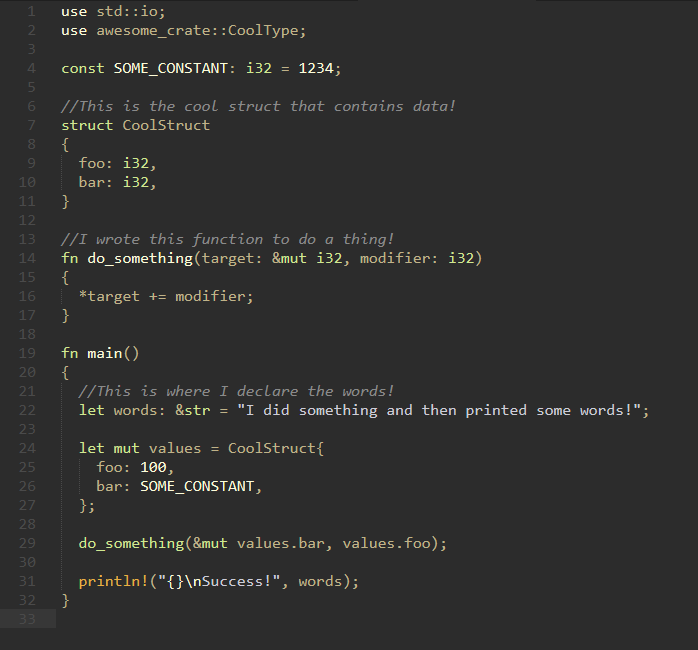 1 use std::io;
2 use awesome_crate::CoolType;
3
4 const SOME_CONSTANT: i32 = 1234;
5
6 //This is the cool struct that contains data!
7 struct CoolStruct
8 {
9   foo: i32,
10   bar: i32,
11 }
12
13 //I wrote this function to do a thing!
14 fn do_something(target: &mut i32, modifier: i32)
15 {
16   *target += modifier;
17 }
18
19 fn main()
20 {
21   //This is where I declare the words!
22   let words: &str = "I did something and then printed some words!";
23
24   let mut values = CoolStruct{
25     foo: 100,
26     bar: SOME_CONSTANT,
27   };
28
29   do_something(&mut values.bar, values.foo);
30
31   println!("{}\nSuccess!", words);
32 }
33